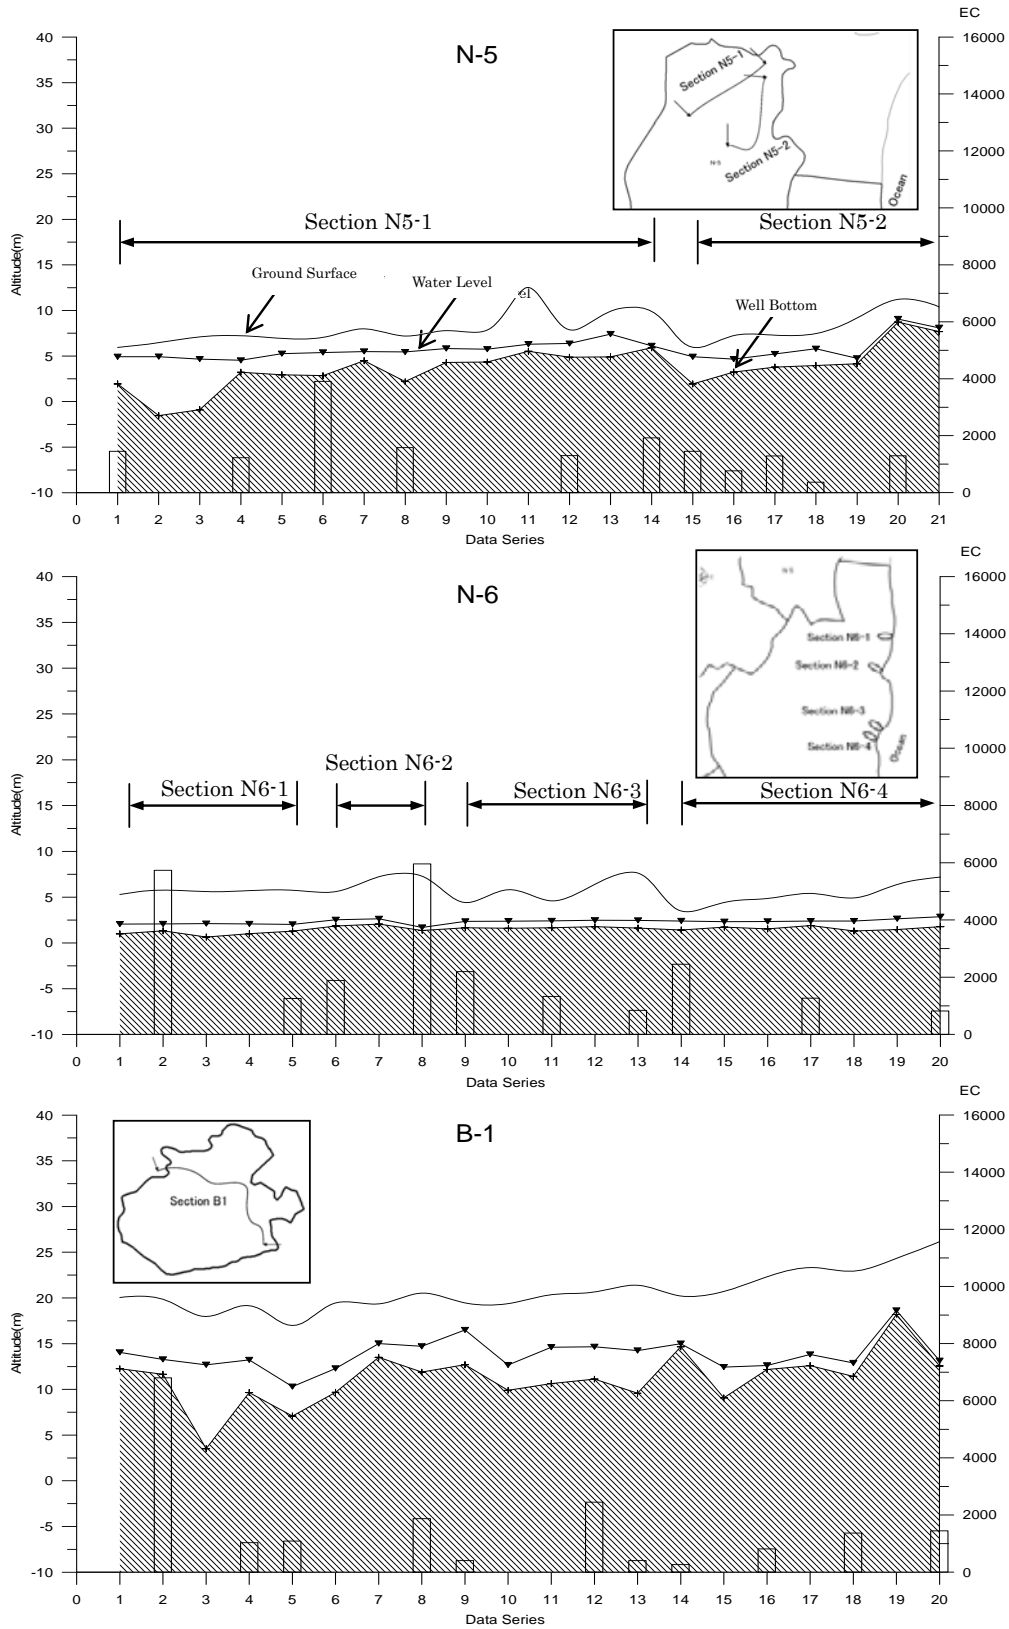 EC
N-5
40
35
30
25
20
15
10
5
0
-5
-10
Altitude(m)
16000
14000
12000
10000
8000
6000
4000
2000
0
Section N5-1
Section N5-2
N-5
Ocean
Section N5-1
Section N5-2
Ground Surface
Water Level
el
Well Bottom
0 1 2 3 4 5 6 7 8 9 10 11 12 13 14 15 16 17 18 19 20 21
Data Series
EC
N-6
40
35
30
25
20
15
10
5
0
-5
-10
Altitude(m)
16000
14000
12000
10000
8000
6000
4000
2000
0
N-5
Section N6-1
Section N6-2
Section N6-3
Section N6-4
Ocean
Section N6-1
Section N6-2
Section N6-3
Section N6-4
0 1 2 3 4 5 6 7 8 9 10 11 12 13 14 15 16 17 18 19 20
Data Series
EC
B-1
40
35
30
25
20
15
10
5
0
-5
-10
Altitude(m)
16000
14000
12000
10000
8000
6000
4000
2000
0
Section B1
0 1 2 3 4 5 6 7 8 9 10 11 12 13 14 15 16 17 18 19 20
Data Series